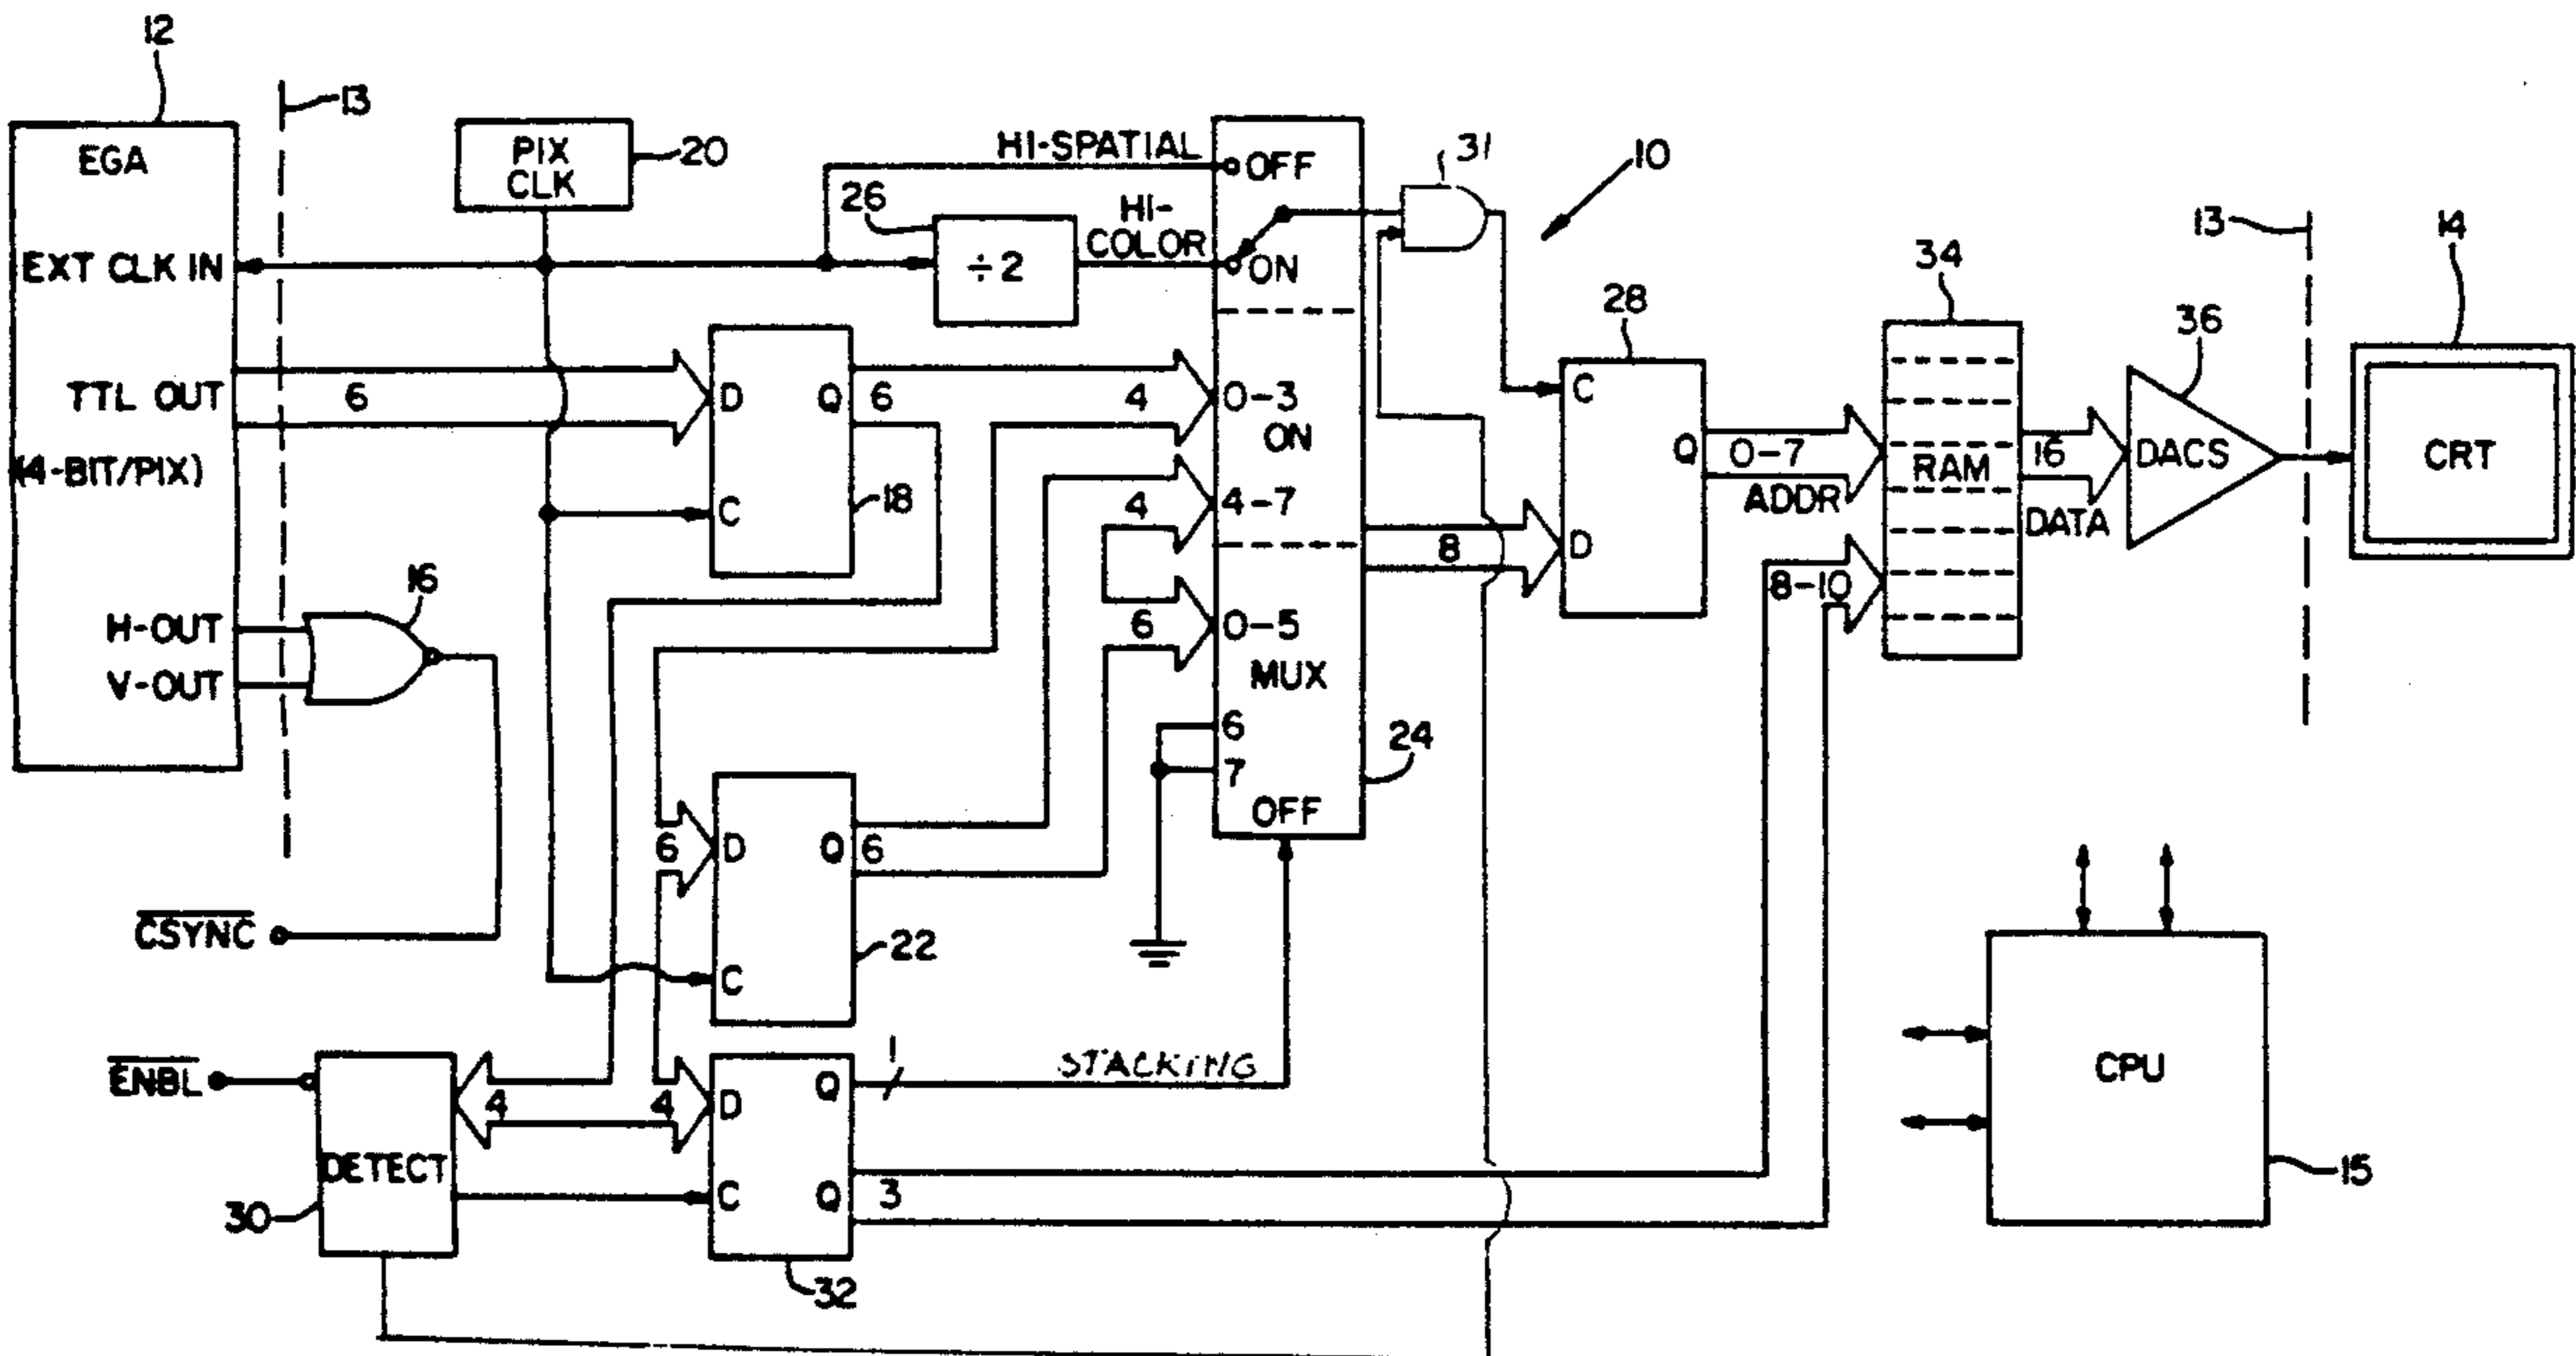 12
13
EGA
PIX
CLK
20
HI-SPATIAL
OFF
31
10
26
HI-
COLOR
÷2
ON
EXT CLK IN
13
14
34
28
36
TTL OUT
6
D
Q
6
4
0-3
ON
C
Q
0-7
ADDR
RAM
16
DATA
DACS
CRT
(4-BIT/PIX)
C
18
4
4-7
8
D
8-10
16
H-OUT
V-OUT
6
0-5
MUX
6
7
OFF
24
6
D
Q
6
C
22
CSYNC
ENBL
4
4
D
Q
1
STACKING
DETECT
C
Q
3
30
32
CPU
15